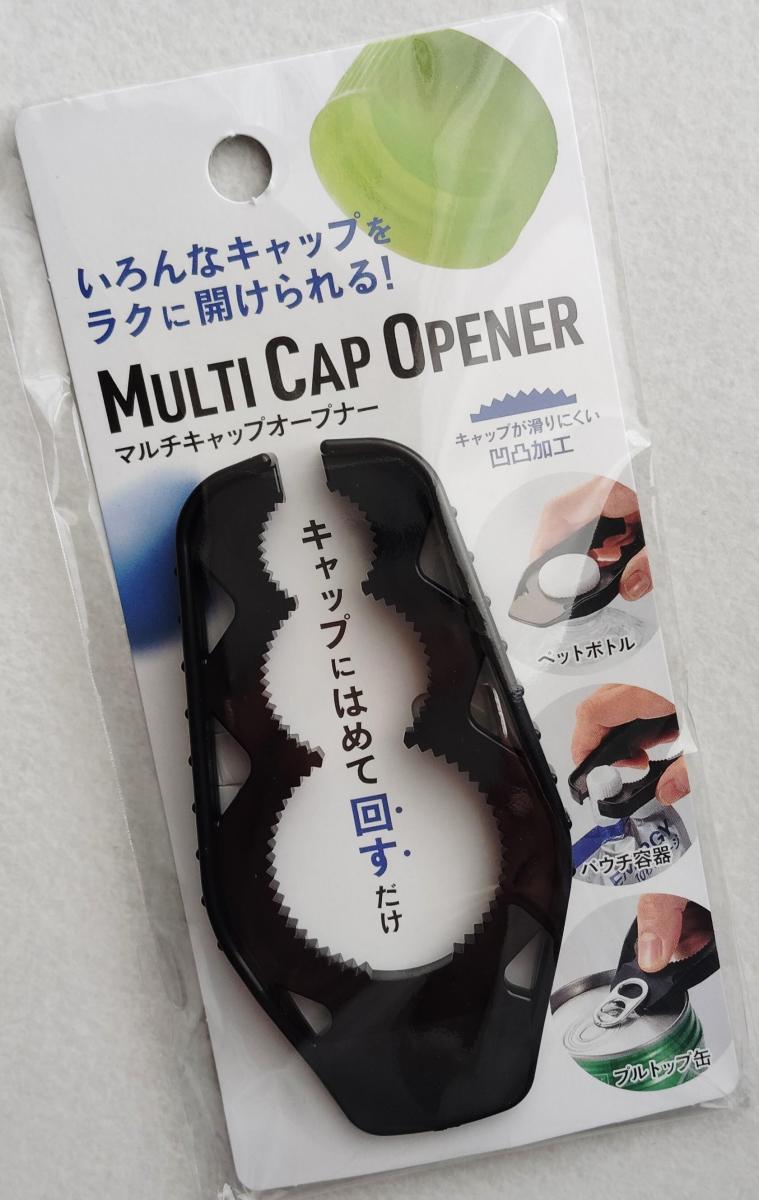 いろんなキャップを
ラクに開けられる!
MULTI CAP OPENER
マルチキャップオープナー
キャップが滑りにくい
凹凸加工
キャップにはめて回すだけ
ペットボトル
パウチ容器
プルトップ缶